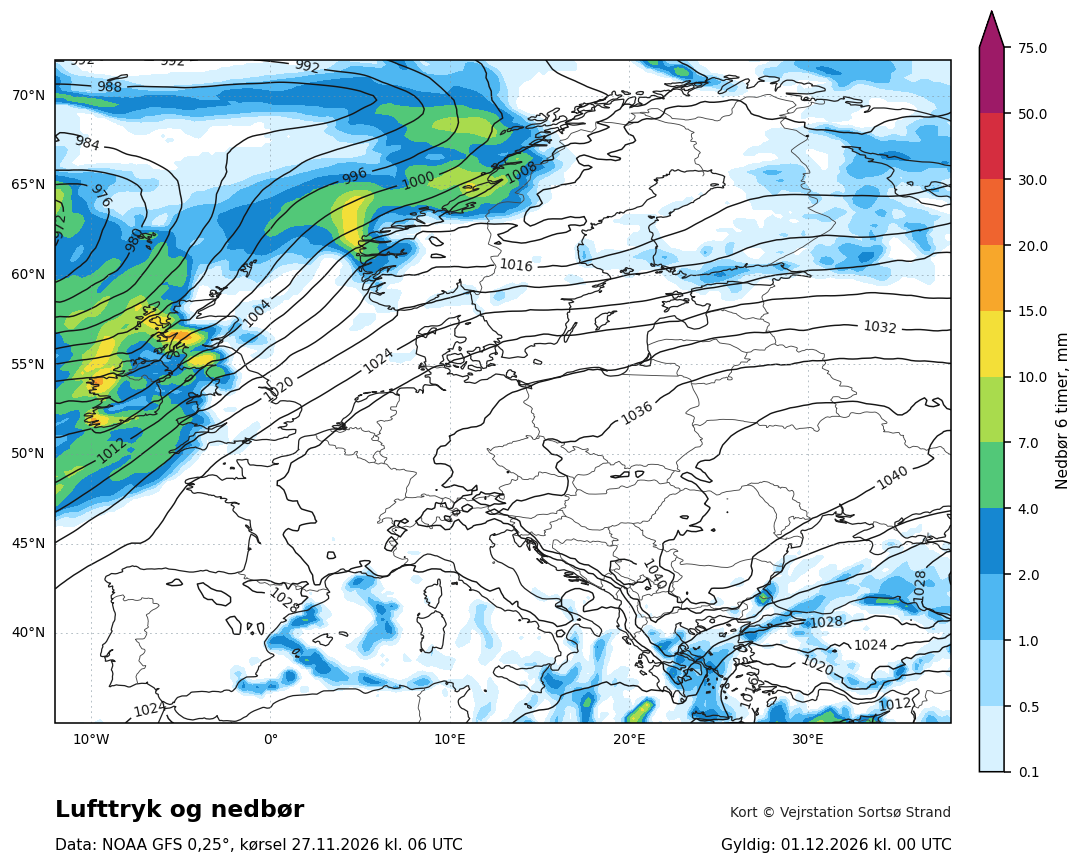 992 992 992
988
984
976
972
980
996
1000
1008
1004
1016
1020
1024
1032
1036
1012
1040
1040
1028
1028
1028
1024
1020
1016
1012
1024
70°N
65°N
60°N
55°N
50°N
45°N
40°N
10°W 0° 10°E 20°E 30°E
75.0
50.0
30.0
20.0
15.0
10.0
7.0
4.0
2.0
1.0
0.5
0.1
Nedbør 6 timer, mm
Lufttryk og nedbør
Kort © Vejrstation Sortsø Strand
Data: NOAA GFS 0,25°, kørsel 27.11.2026 kl. 06 UTC
Gyldig: 01.12.2026 kl. 00 UTC